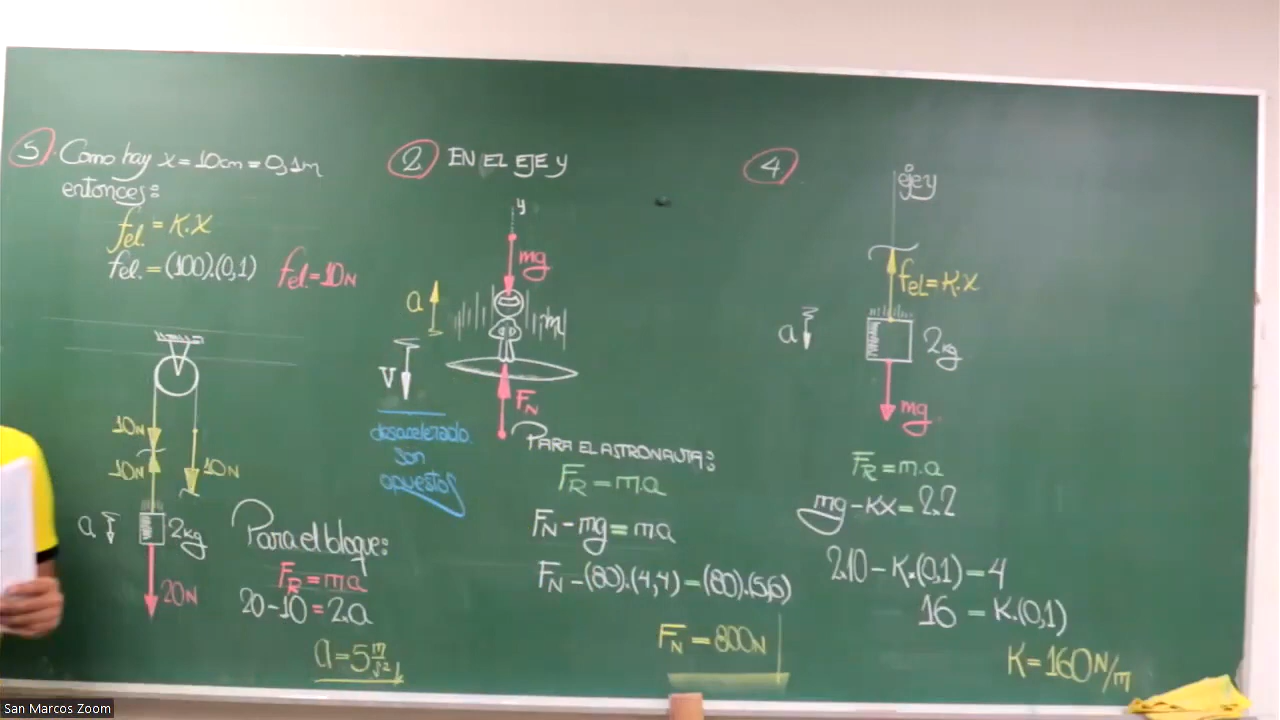 5. Como hay x = 10cm = 0,1m
entonces:
fel. = K.X
fel. = (100).(0,1) fel. = 10N
10N
10N
10N
a
2kg
20N
Para el bloque:
FR = ma
20-10 = 2.a
a = 5 m/s²
2 EN EL EJE Y
y
mg
a
m
V
FN
desacelerado
son
opuestos
PARA EL ASTRONAUTA:
FR = m.a
FN - mg = m.a
FN - (80).(4,4) = (80).(5,6)
FN = 800N
4
eje y
fEL = K.X
a
2kg
mg
FR = m.a
mg - KX = 2.2
2.10 - K.(0,1) = 4
16 = K.(0,1)
K = 160 N/m
San Marcos Zoom